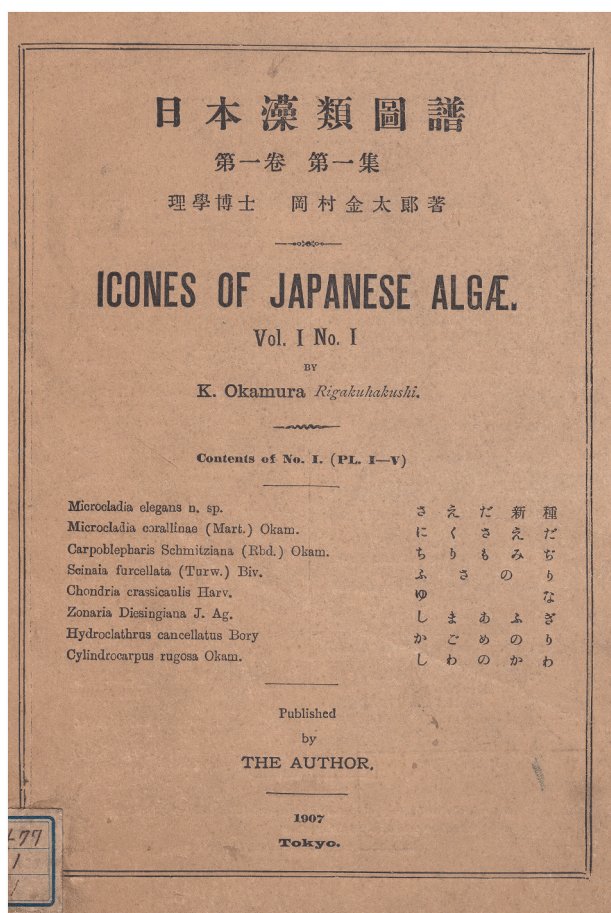 日本藻類圖譜
第一卷 第一集
理學博士 岡村金太郞著
ICONES OF JAPANESE ALGÆ.
Vol. I No. I
BY
K. Okamura Rigakuhakushi.
Contents of No. I. (PL. I—V)
Microcladia elegans n. sp. さえだ新種
Microcladia corallinae (Mart.) Okam. にくさえだ
Carpoblepharis Schmitziana (Rbd.) Okam. ちりもみぢ
Scinaia furcellata (Turw.) Biv. ふさのり
Chondria crassicaulis Harv. ゆな
Zonaria Diesingiana J. Ag. しまあふぎ
Hydroclathrus cancellatus Bory かごめのり
Cylindrocarpus rugosa Okam. しわのかわ
Published
by
THE AUTHOR.
1907
Tokyo.
477
1